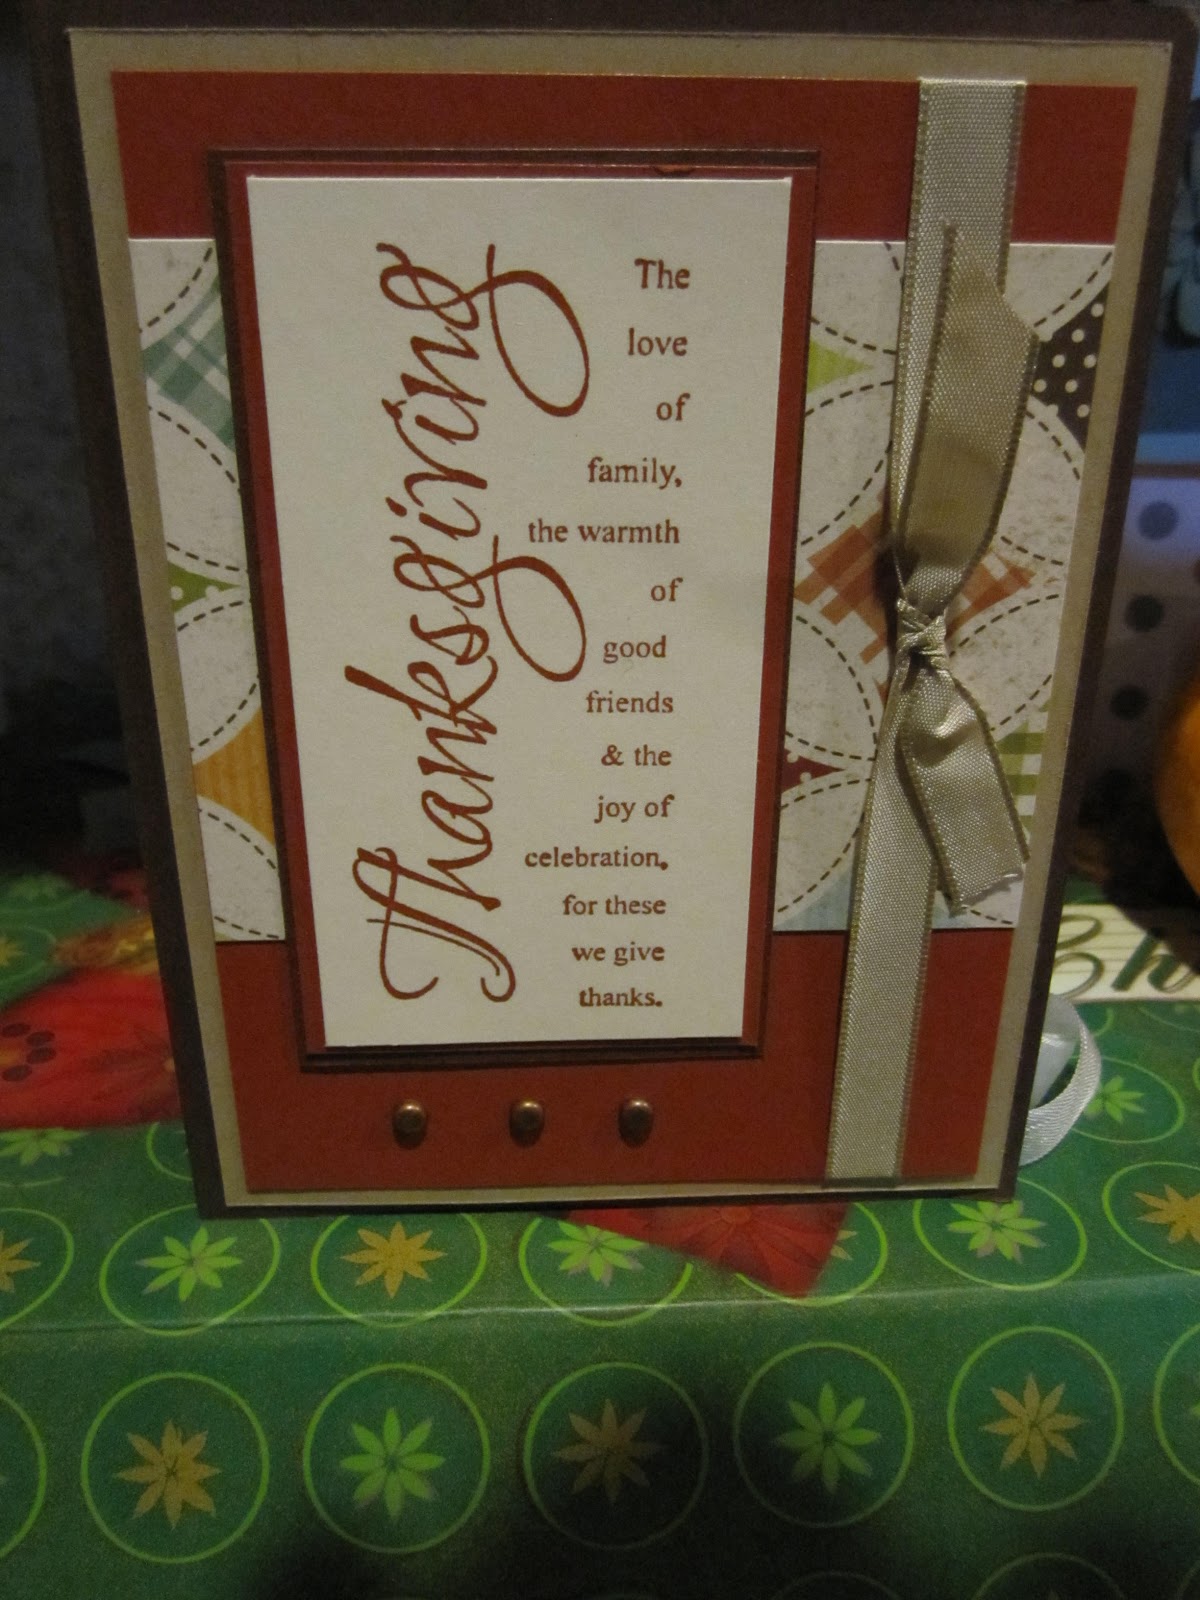 Thanksgiving
The
love
of
family,
the warmth
of
good
friends
& the
joy of
celebration,
for these
we give
thanks.